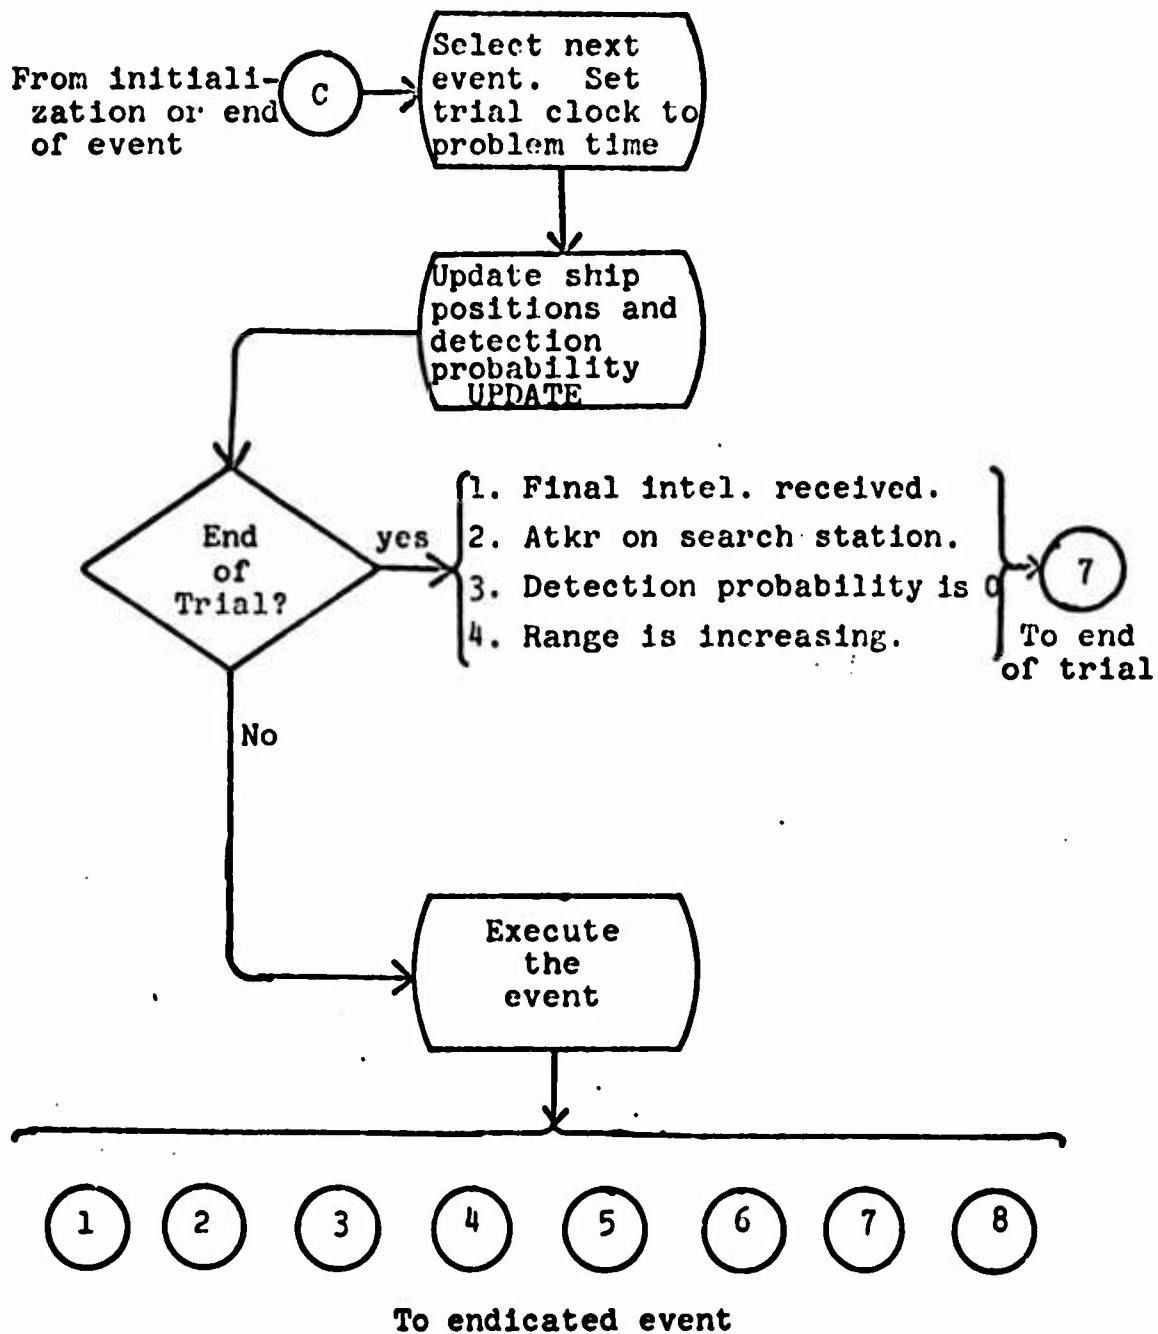 Select next
event. Set
trial clock to
problem time
From initiali-
zation or end
of event
C
Update ship
positions and
detection
probability
UPDATE
End
of
Trial?
yes
1. Final intel. received.
2. Atkr on search station.
3. Detection probability is 0
4. Range is increasing.
7
To end
of trial
No
Execute
the
event
1 2 3 4 5 6 7 8
To endicated event